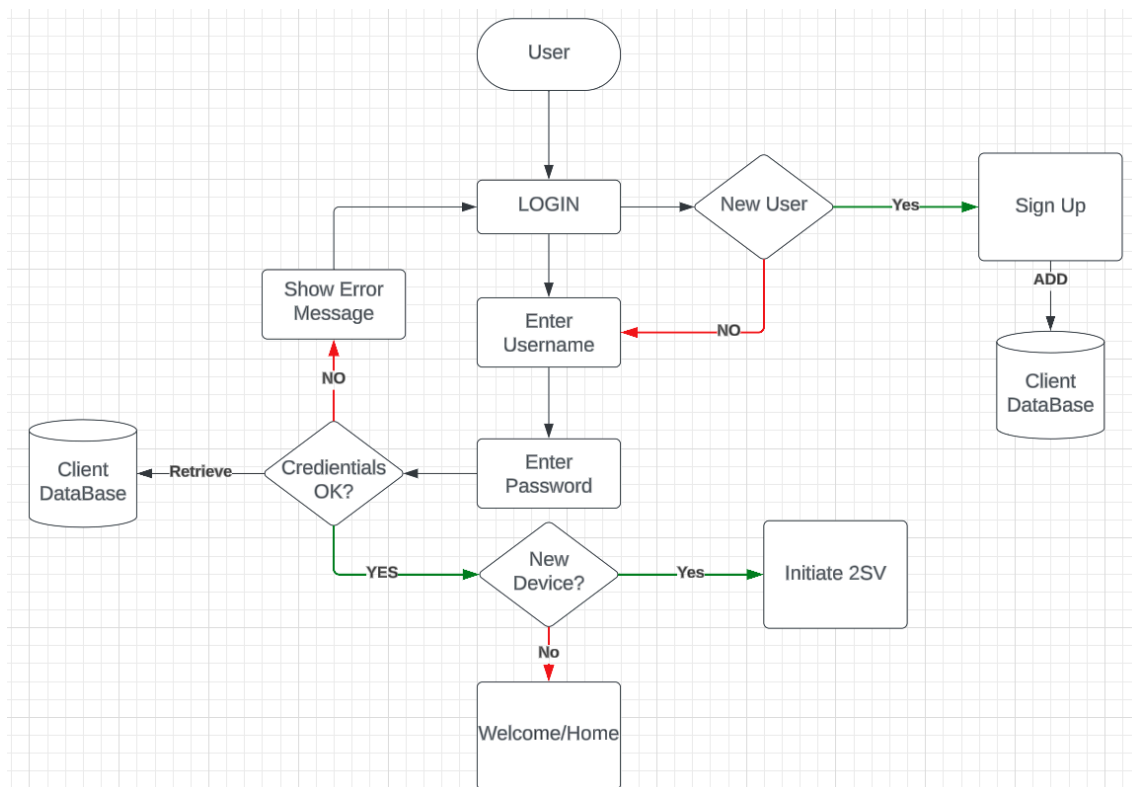 User
LOGIN
New User
Yes
Sign Up
ADD
Show Error
Message
Enter
Username
NO
Client
DataBase
NO
Client
DataBase
Retrieve
Credientials
OK?
Enter
Password
YES
New
Device?
Yes
Initiate 2SV
No
Welcome/Home